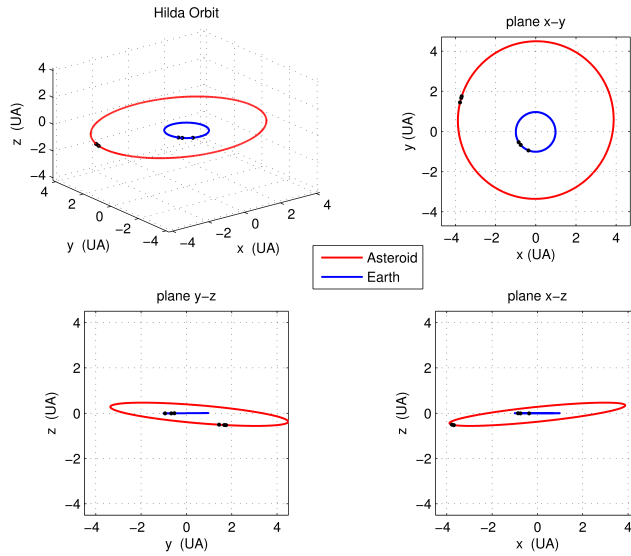 Hilda Orbit
4
2
0
−2
−4
z (UA)
4
2
0
−2
−4
y (UA)
−4
−2
0
2
4
x (UA)
plane x−y
4
2
0
−2
−4
y (UA)
−4 −2 0 2 4
x (UA)
Asteroid
Earth
plane y−z
4
2
0
−2
−4
z (UA)
−4 −2 0 2 4
y (UA)
plane x−z
4
2
0
−2
−4
z (UA)
−4 −2 0 2 4
x (UA)